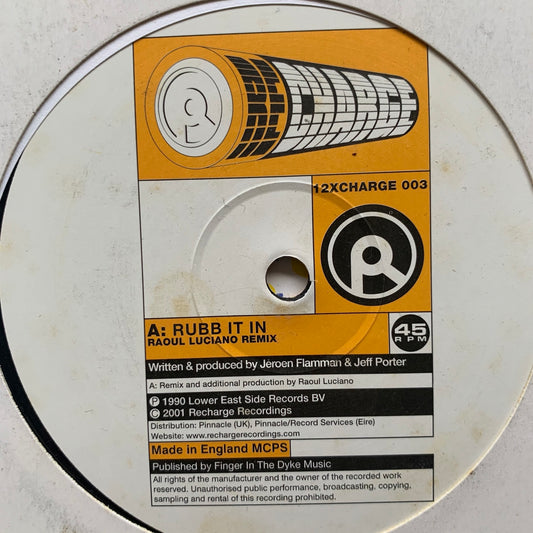 CHARGE
12XCHARGE 003
A: RUBB IT IN
RAOUL LUCIANO REMIX
45
RPM
Written & produced by Jeroen Flamman & Jeff Porter
A: Remix and additional production by Raoul Luciano
℗ 1990 Lower East Side Records BV
© 2001 Recharge Recordings
Distribution: Pinnacle (UK), Pinnacle/Record Services (Eire)
Website: www.rechargerecordings.com
Made in England MCPS
Published by Finger In The Dyke Music
All rights of the manufacturer and the owner of the recorded work
reserved. Unauthorised public performance, broadcasting, copying,
sampling and rental of this recording prohibited.